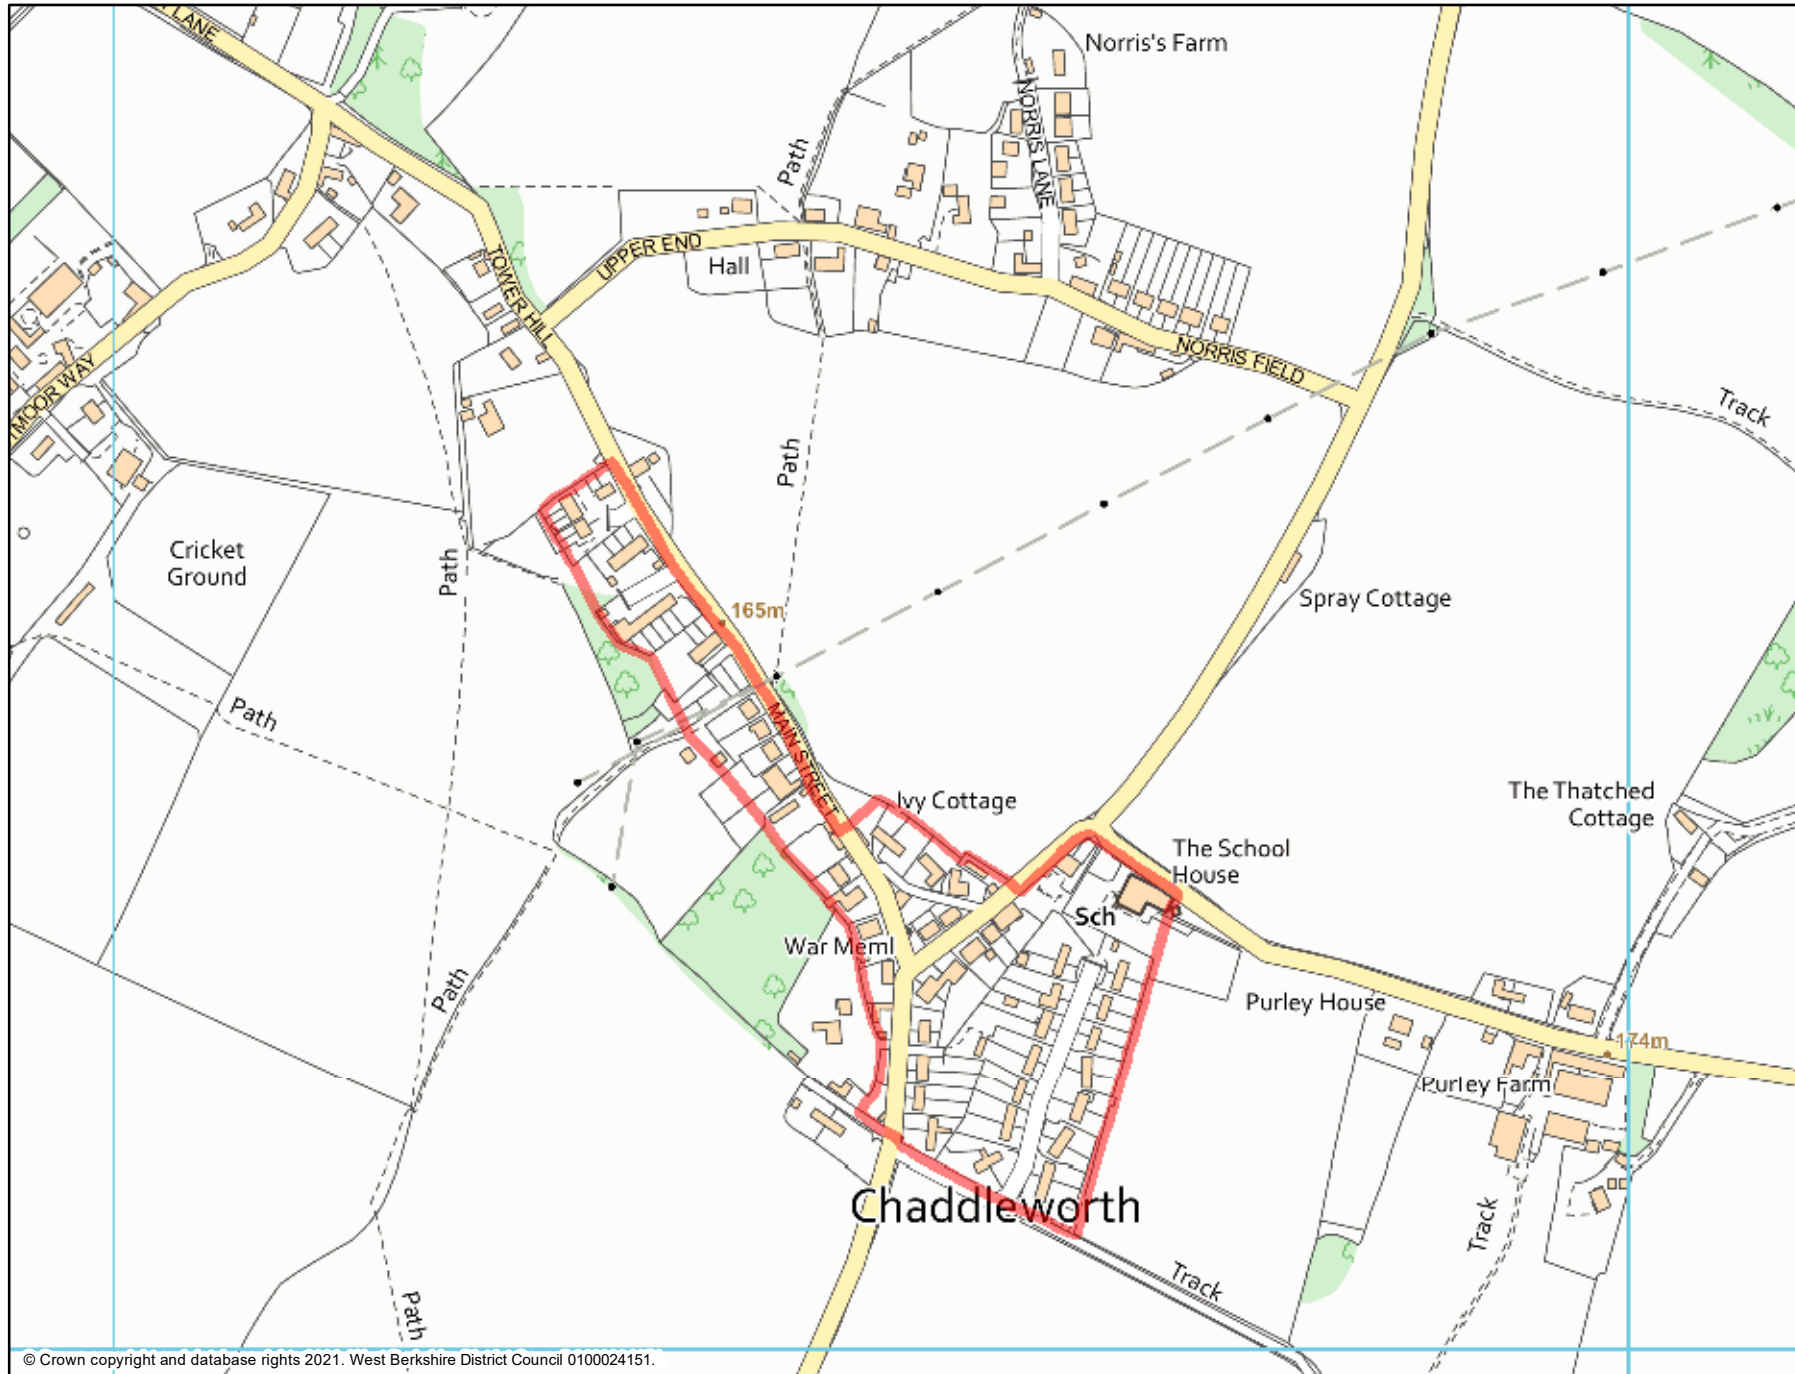 LANE
Norris's Farm
NORRIS LANE
Path
UPPER END
Hall
TOWER HILL
NORRIS FIELD
Track
Path
Cricket
Ground
Path
165m
Spray Cottage
Path
MAIN STREET
Ivy Cottage
The Thatched
Cottage
The School
House
Sch
War Meml
Path
Purley House
174m
Purley Farm
Chaddleworth
Track
Track
Path
© Crown copyright and database rights 2021. West Berkshire District Council 0100024151.